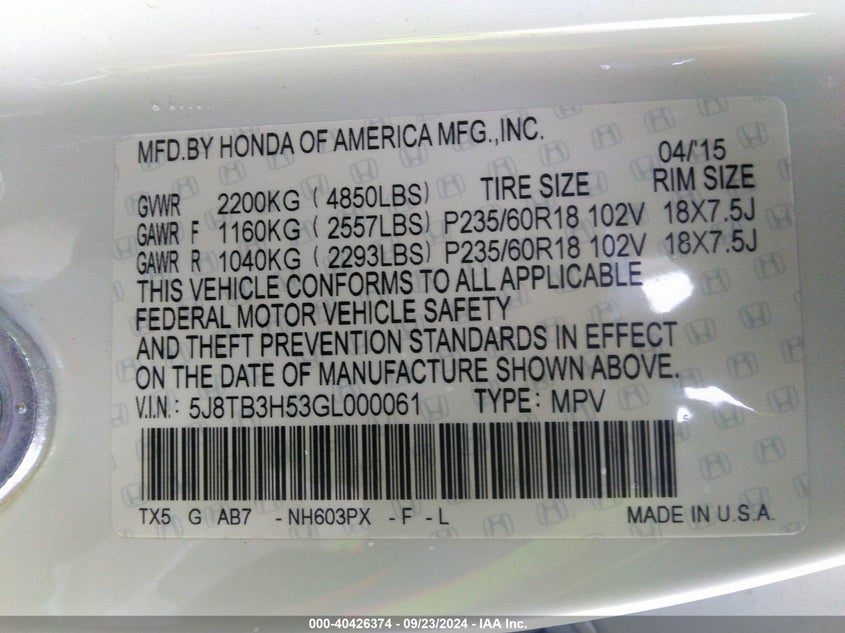 MFD.BY HONDA OF AMERICA MFG.,INC. 04/'15
GVWR 2200KG ( 4850LBS) TIRE SIZE RIM SIZE
GAWR F 1160KG ( 2557LBS) P235/60R18 102V 18X7.5J
GAWR R 1040KG ( 2293LBS) P235/60R18 102V 18X7.5J
THIS VEHICLE CONFORMS TO ALL APPLICABLE
FEDERAL MOTOR VEHICLE SAFETY
AND THEFT PREVENTION STANDARDS IN EFFECT
ON THE DATE OF MANUFACTURE SHOWN ABOVE.
V.I.N.: 5J8TB3H53GL000061 TYPE: MPV
TX5 G AB7 -NH603PX -F -L MADE IN U.S.A.
000-40426374 - 09/23/2024 - IAA Inc.